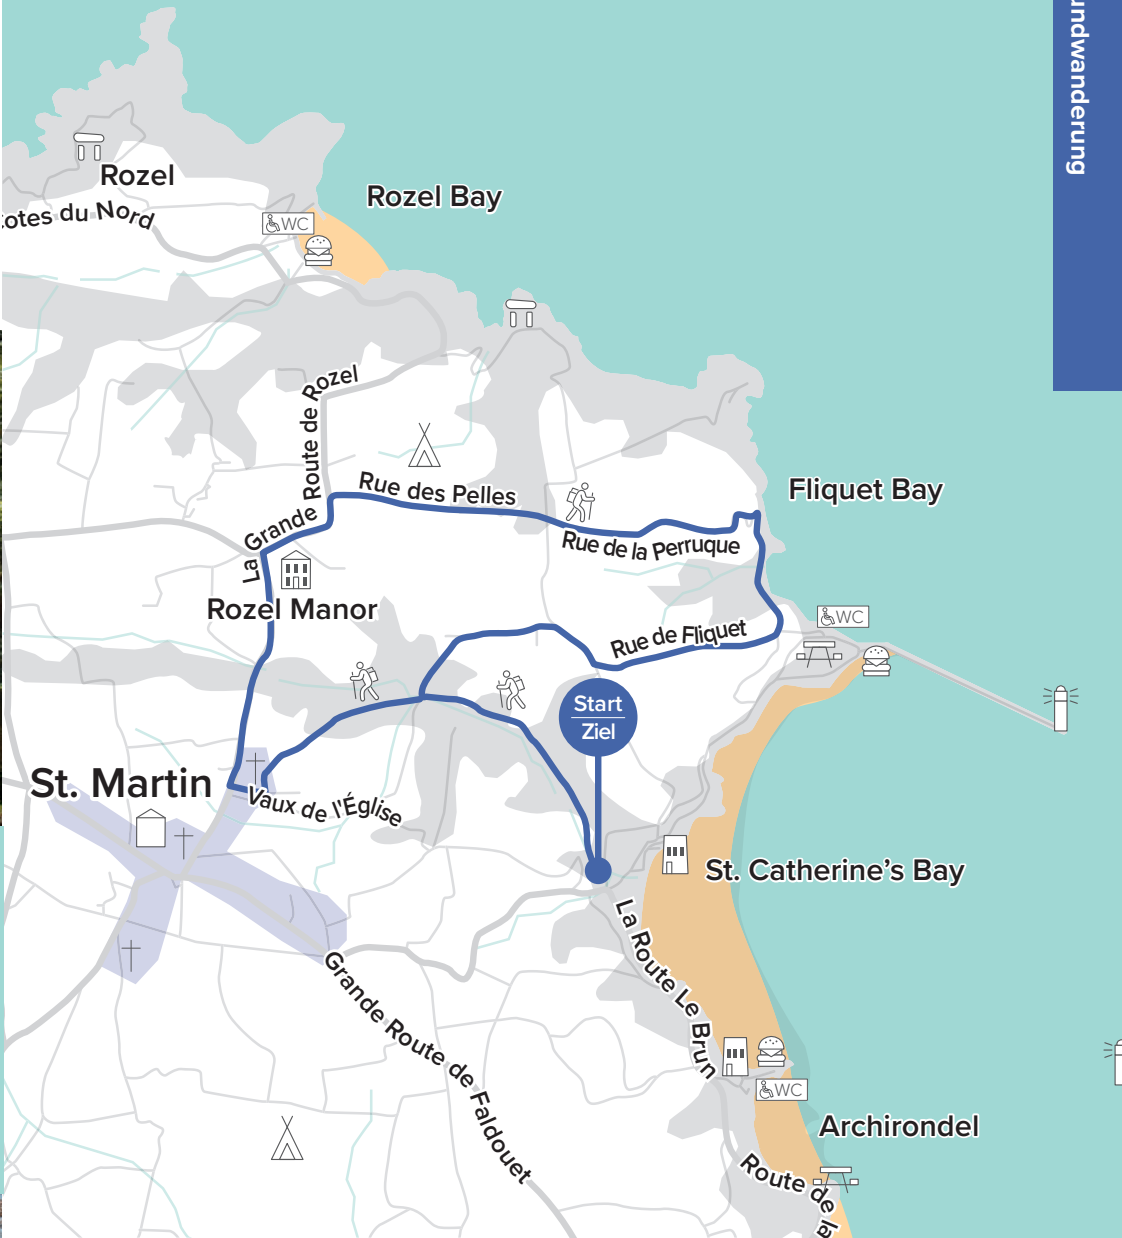 undwanderung
Rozel
Cotes du Nord
Rozel Bay
WC
La Grande Route de Rozel
Rue des Pelles
Fliquet Bay
Rue de la Perruque
Rozel Manor
WC
Rue de Fliquet
Start
Ziel
St. Martin
Vaux de l'Église
St. Catherine's Bay
La Route Le Brun
Grande Route de Faldouet
WC
Archirondel
Route de la